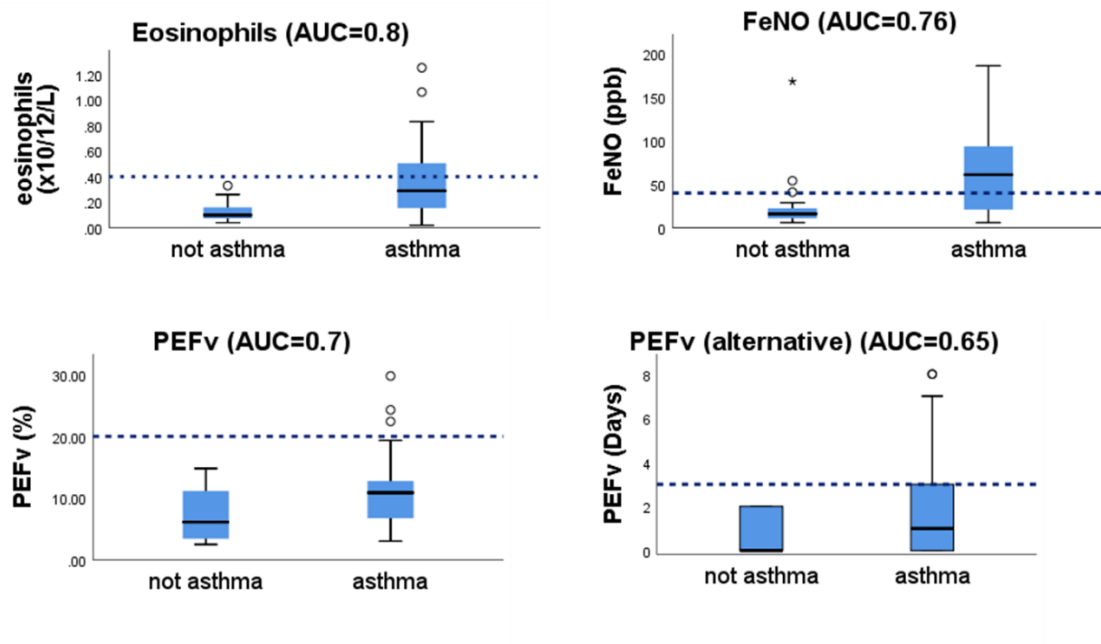 Eosinophils (AUC=0.8)
eosinophils
(x10/12/L)
1.20
1.00
.80
.60
.40
.20
.00
not asthma
asthma
FeNO (AUC=0.76)
FeNO (ppb)
200
150
100
50
0
*
not asthma
asthma
PEFv (AUC=0.7)
PEFv (%)
30.00
20.00
10.00
.00
not asthma
asthma
PEFv (alternative) (AUC=0.65)
PEFv (Days)
8
6
4
2
0
not asthma
asthma